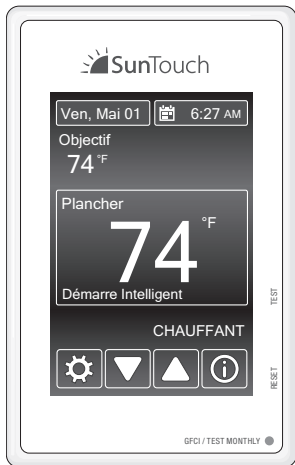 SunTouch
Ven, Mai 01 6:27 AM
Objectif
74 °F
Plancher
74 °F
Démarre Intelligent
CHAUFFANT
TEST
RESET
GFCI / TEST MONTHLY